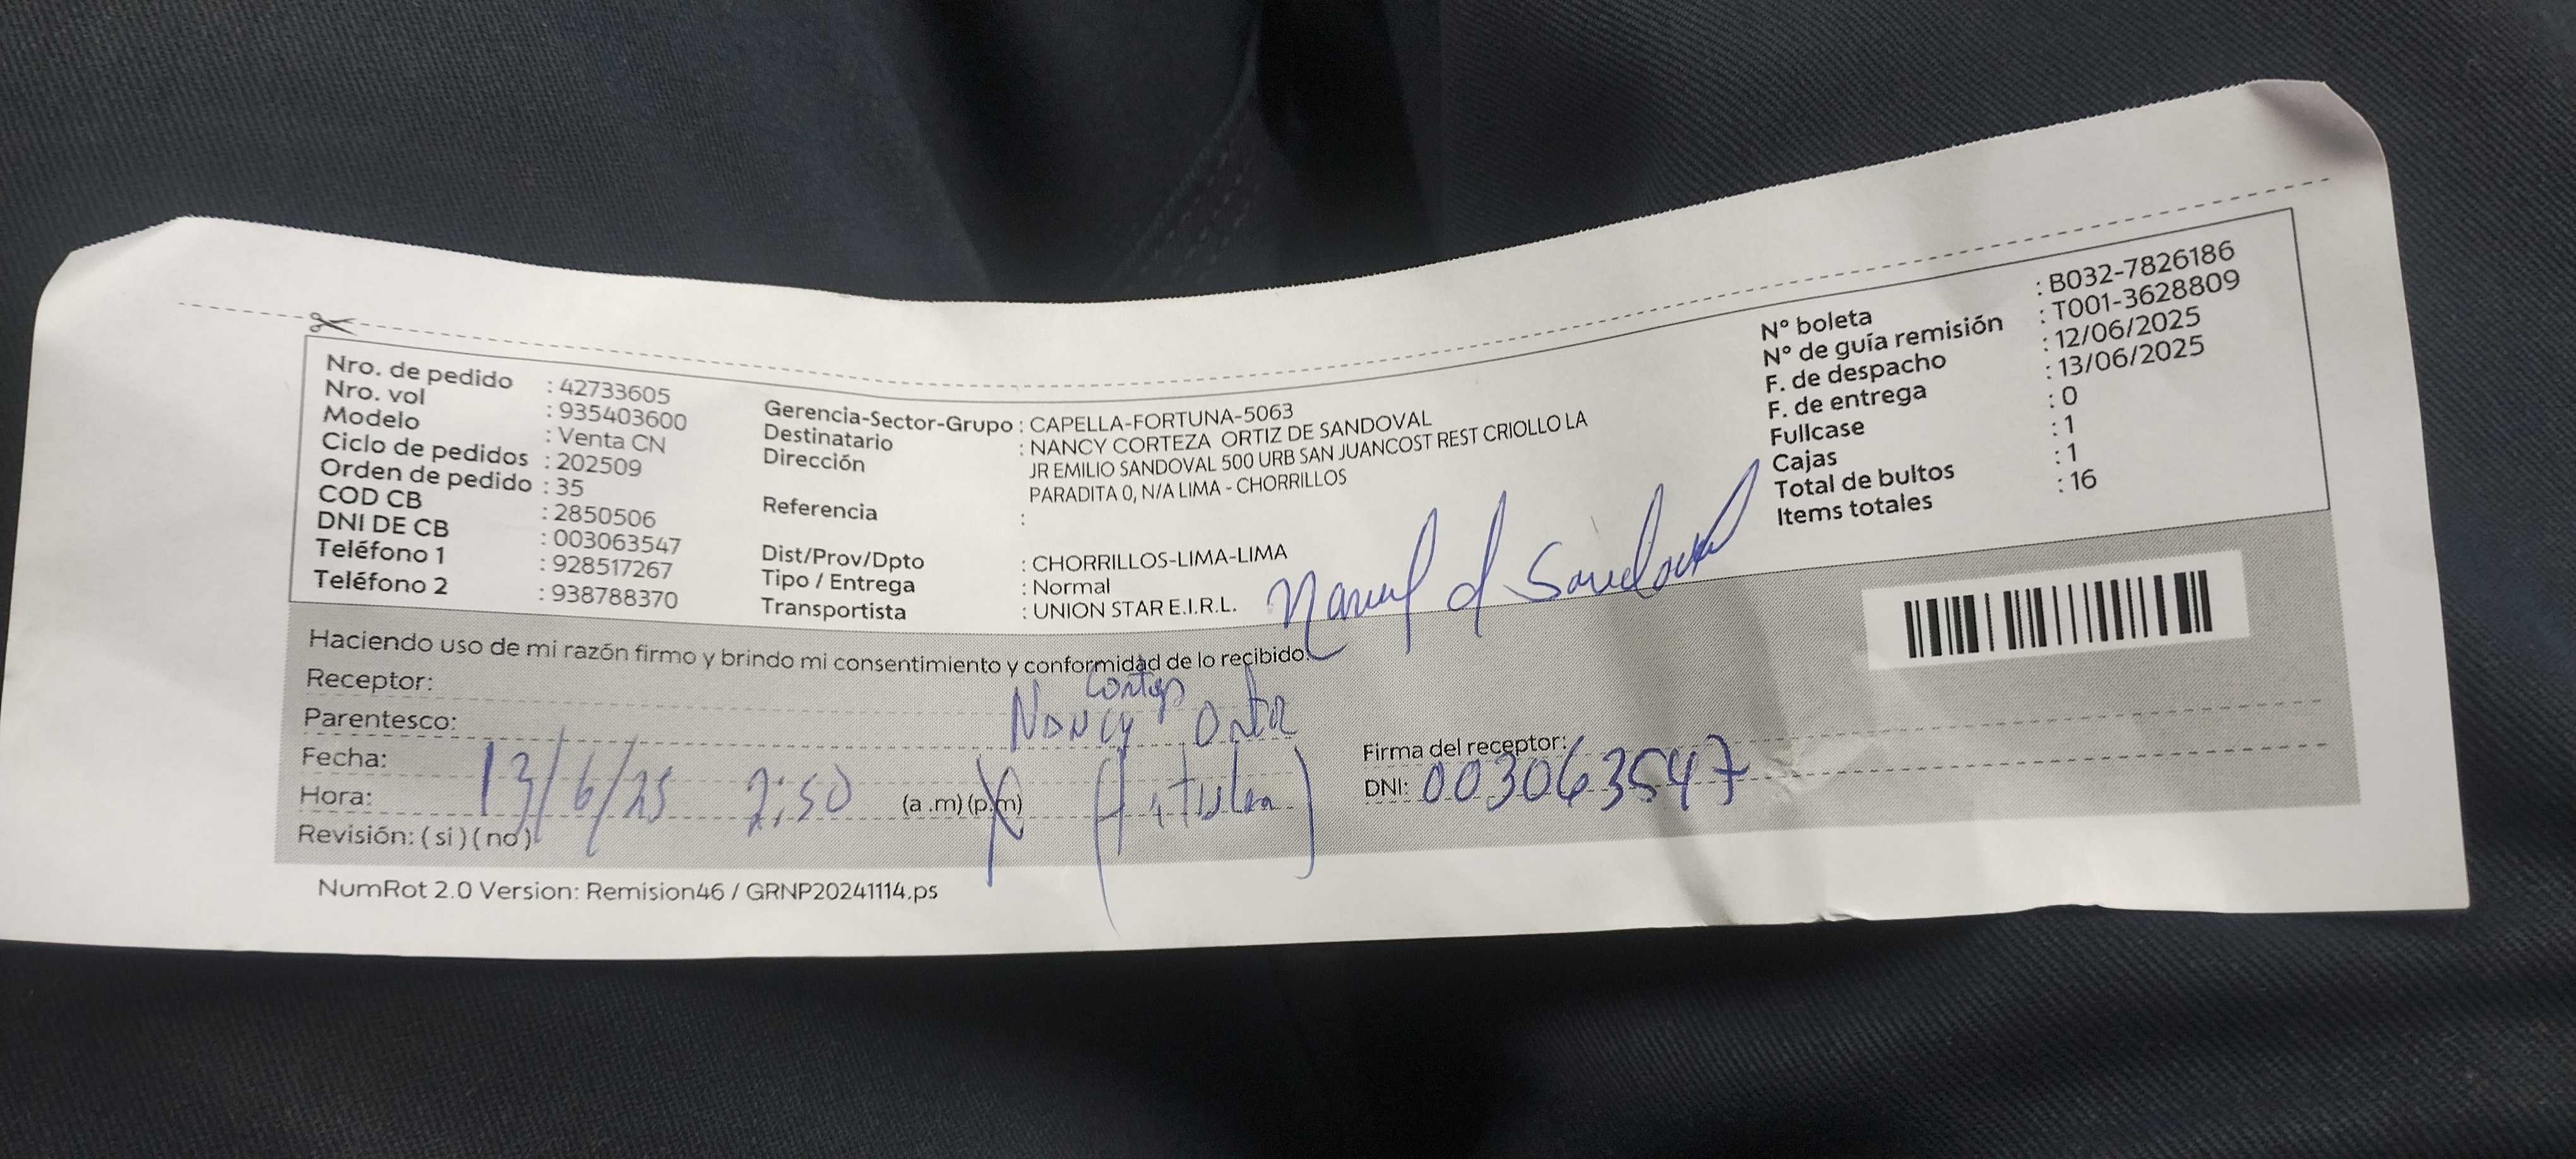 Nro. de pedido : 42733605
Nro. vol : 935403600
Modelo : Venta CN
Ciclo de pedidos : 202509
Orden de pedido : 35
COD CB : 2850506
DNI DE CB : 003063547
Teléfono 1 : 928517267
Teléfono 2 : 938788370
Gerencia-Sector-Grupo : CAPELLA-FORTUNA-5063
Destinatario : NANCY CORTEZA ORTIZ DE SANDOVAL
Dirección JR EMILIO SANDOVAL 500 URB SAN JUANCOST REST CRIOLLO LA
PARADITA 0, N/A LIMA - CHORRILLOS
Referencia :
Dist/Prov/Dpto : CHORRILLOS-LIMA-LIMA
Tipo / Entrega : Normal
Transportista : UNION STAR E.I.R.L.
N° boleta : B032-7826186
N° de guía remisión : T001-3628809
F. de despacho : 12/06/2025
F. de entrega : 13/06/2025
Fullcase : 0
Cajas : 1
Total de bultos : 1
Items totales : 16
d Sandoval
Haciendo uso de mi razón firmo y brindo mi consentimiento y conformidad de lo recibido.
Receptor:
Nancy
Parentesco:
Fecha: 13/6/25
Hora: 2:50 (a .m) (p.m) (titular)
Revisión: ( si ) ( no )
Firma del receptor:
DNI: 003063547
NumRot 2.0 Version: Remision46 / GRNP20241114.ps